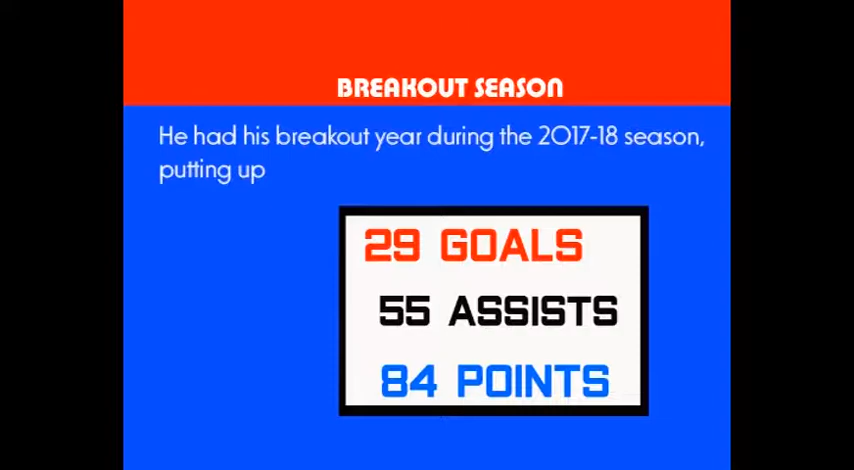 BREAKOUT SEASON
He had his breakout year during the 2017-18 season,
putting up
29 GOALS
55 ASSISTS
84 POINTS